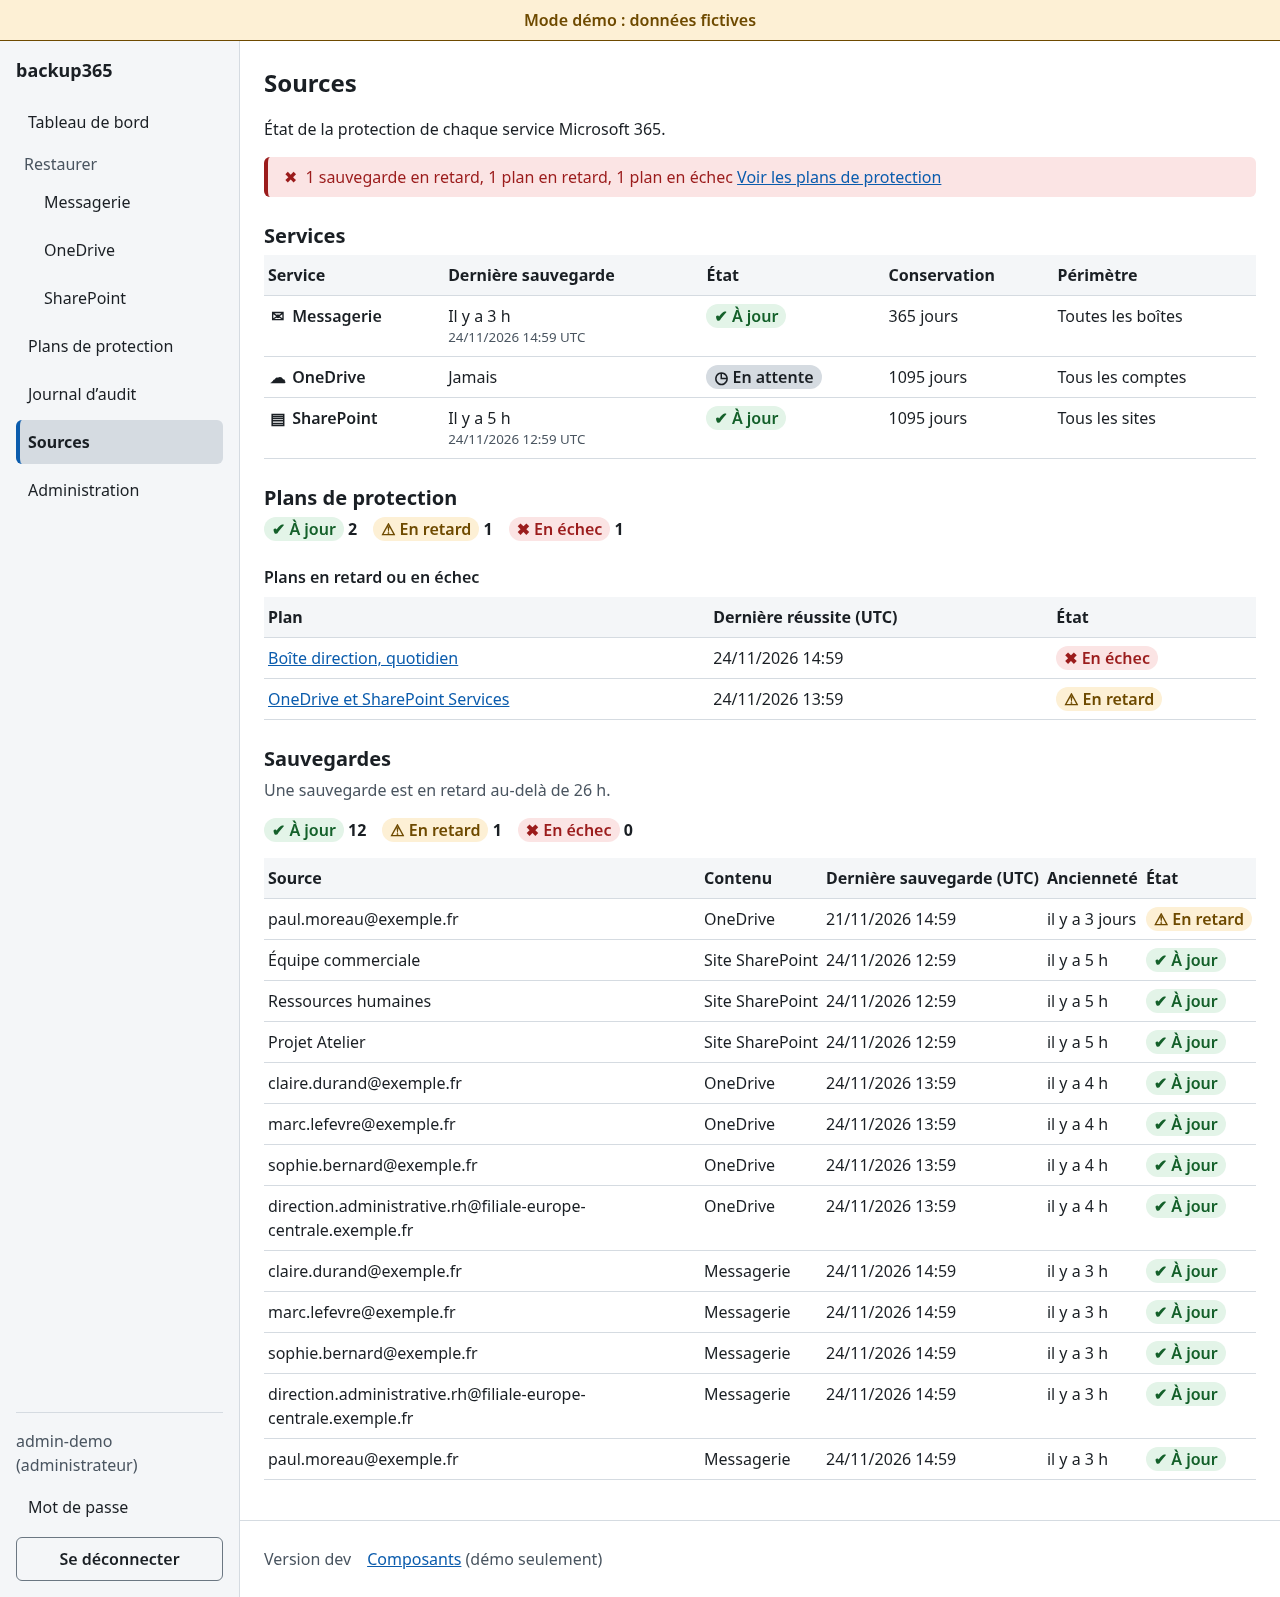 Mode démo : données fictives
backup365
Tableau de bord
Restaurer
Messagerie
OneDrive
SharePoint
Plans de protection
Journal d’audit
Sources
Administration
admin-demo
(administrateur)
Mot de passe
Se déconnecter
Sources
État de la protection de chaque service Microsoft 365.
✖ 1 sauvegarde en retard, 1 plan en retard, 1 plan en échec Voir les plans de protection
Services
Service Dernière sauvegarde État Conservation Périmètre
✉ Messagerie Il y a 3 h ✔ À jour 365 jours Toutes les boîtes
24/11/2026 14:59 UTC
☁ OneDrive Jamais ◷ En attente 1095 jours Tous les comptes
▤ SharePoint Il y a 5 h ✔ À jour 1095 jours Tous les sites
24/11/2026 12:59 UTC
Plans de protection
✔ À jour 2 ⚠ En retard 1 ✖ En échec 1
Plans en retard ou en échec
Plan Dernière réussite (UTC) État
Boîte direction, quotidien 24/11/2026 14:59 ✖ En échec
OneDrive et SharePoint Services 24/11/2026 13:59 ⚠ En retard
Sauvegardes
Une sauvegarde est en retard au-delà de 26 h.
✔ À jour 12 ⚠ En retard 1 ✖ En échec 0
Source Contenu Dernière sauvegarde (UTC) Ancienneté État
paul.moreau@exemple.fr OneDrive 21/11/2026 14:59 il y a 3 jours ⚠ En retard
Équipe commerciale Site SharePoint 24/11/2026 12:59 il y a 5 h ✔ À jour
Ressources humaines Site SharePoint 24/11/2026 12:59 il y a 5 h ✔ À jour
Projet Atelier Site SharePoint 24/11/2026 12:59 il y a 5 h ✔ À jour
claire.durand@exemple.fr OneDrive 24/11/2026 13:59 il y a 4 h ✔ À jour
marc.lefevre@exemple.fr OneDrive 24/11/2026 13:59 il y a 4 h ✔ À jour
sophie.bernard@exemple.fr OneDrive 24/11/2026 13:59 il y a 4 h ✔ À jour
direction.administrative.rh@filiale-europe- OneDrive 24/11/2026 13:59 il y a 4 h ✔ À jour
centrale.exemple.fr
claire.durand@exemple.fr Messagerie 24/11/2026 14:59 il y a 3 h ✔ À jour
marc.lefevre@exemple.fr Messagerie 24/11/2026 14:59 il y a 3 h ✔ À jour
sophie.bernard@exemple.fr Messagerie 24/11/2026 14:59 il y a 3 h ✔ À jour
direction.administrative.rh@filiale-europe- Messagerie 24/11/2026 14:59 il y a 3 h ✔ À jour
centrale.exemple.fr
paul.moreau@exemple.fr Messagerie 24/11/2026 14:59 il y a 3 h ✔ À jour
Version dev Composants (démo seulement)